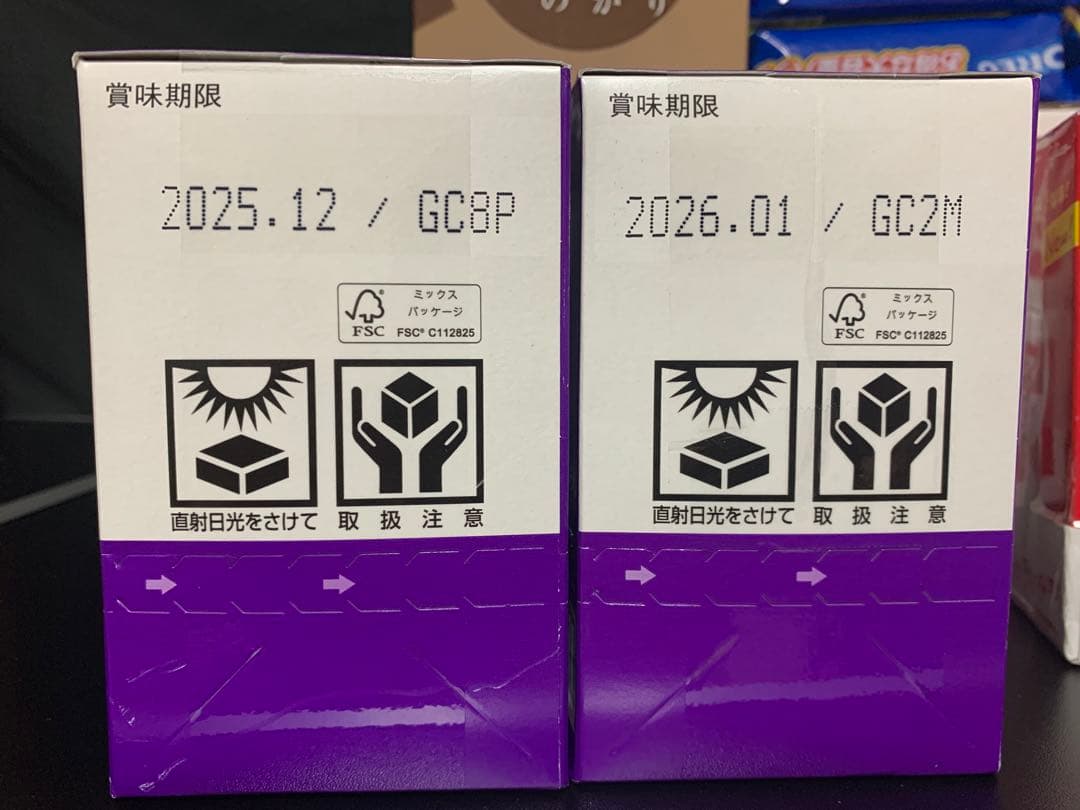 のかり
賞味期限
2025.12 / GC8P
ミックス
パッケージ
FSC® C112825
FSC
直射日光をさけて
取扱注意
賞味期限
2026.01 / GC2M
ミックス
パッケージ
FSC® C112825
FSC
直射日光をさけて
取扱注意